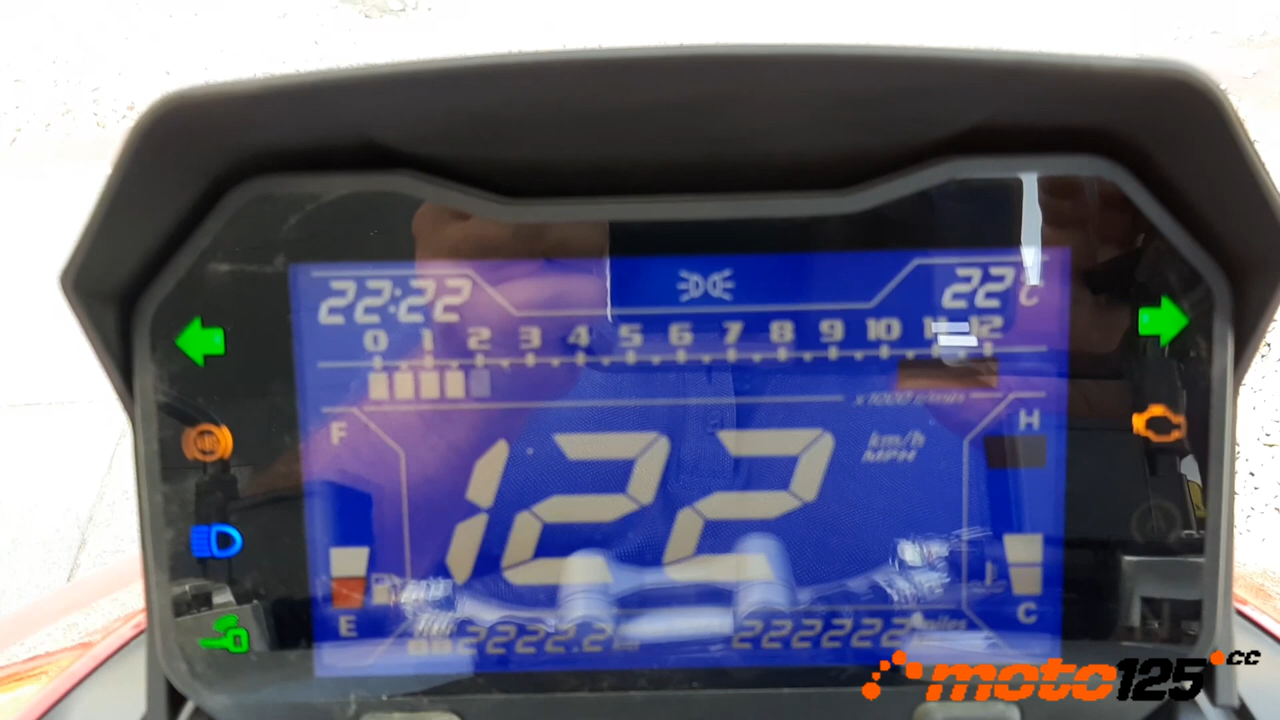 22:22 22°C
0 1 2 3 4 5 6 7 8 9 10 11 12
x1000 r/min
F H
122 km/h
MPH
E C
2222.2 222222 miles
ABS
moto125.cc